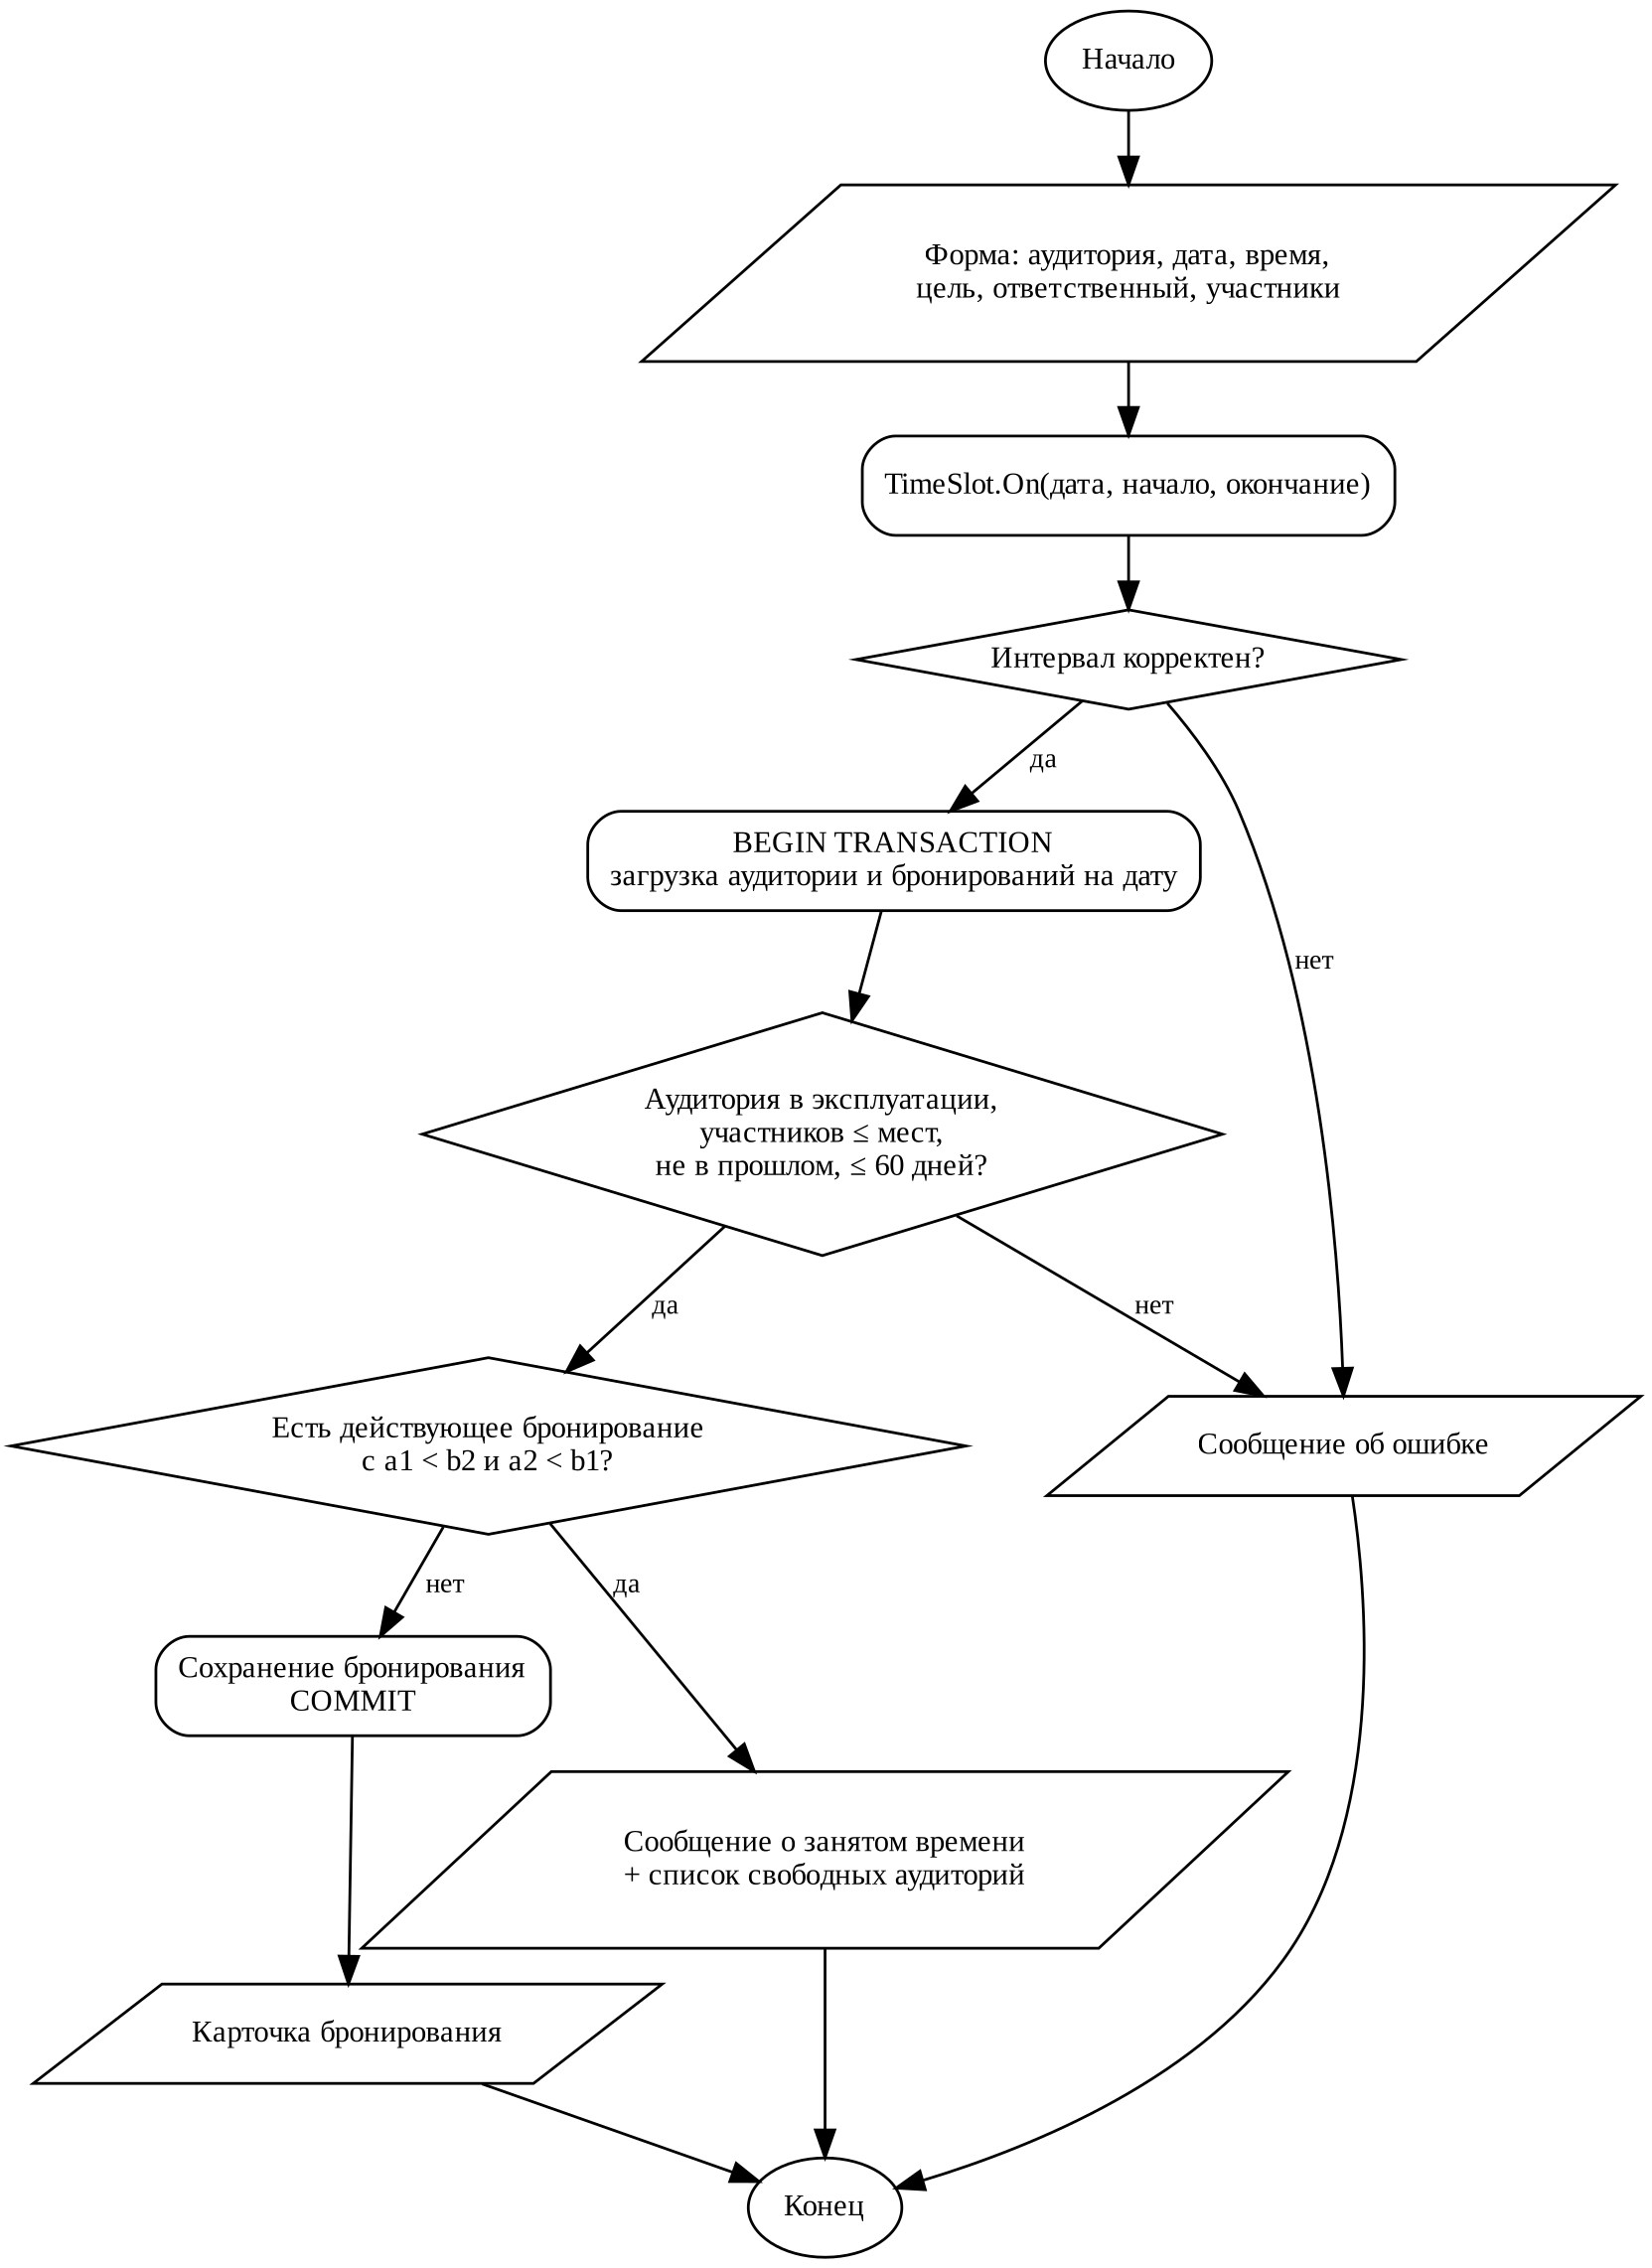 Начало
Форма: аудитория, дата, время,
цель, ответственный, участники
TimeSlot.On(дата, начало, окончание)
Интервал корректен?
да
BEGIN TRANSACTION
загрузка аудитории и бронирований на дату
нет
Аудитория в эксплуатации,
участников ≤ мест,
не в прошлом, ≤ 60 дней?
да
нет
Есть действующее бронирование
с a1 < b2 и a2 < b1?
Сообщение об ошибке
нет
да
Сохранение бронирования
COMMIT
Сообщение о занятом времени
+ список свободных аудиторий
Карточка бронирования
Конец